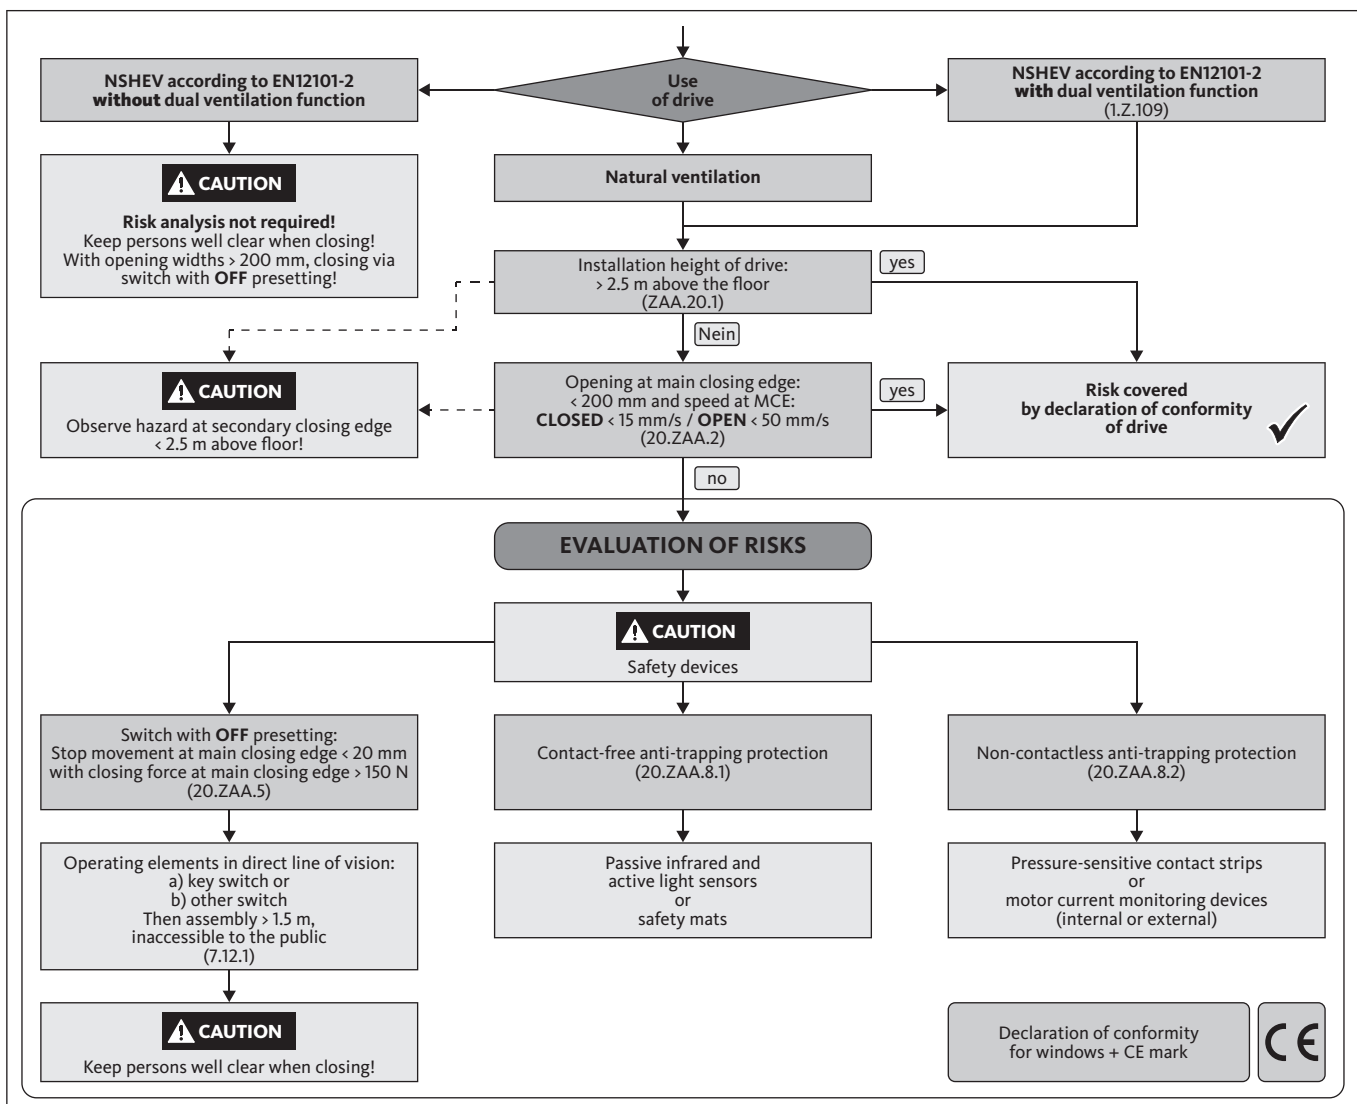 Use
of drive
NSHEV according to EN12101-2
without dual ventilation function
NSHEV according to EN12101-2
with dual ventilation function
(1.Z.109)
CAUTION
Risk analysis not required!
Keep persons well clear when closing!
With opening widths > 200 mm, closing via
switch with OFF presetting!
Natural ventilation
Installation height of drive:
> 2.5 m above the floor
(ZAA.20.1)
yes
Nein
CAUTION
Observe hazard at secondary closing edge
< 2.5 m above floor!
Opening at main closing edge:
< 200 mm and speed at MCE:
CLOSED < 15 mm/s / OPEN < 50 mm/s
(20.ZAA.2)
yes
Risk covered
by declaration of conformity
of drive
no
EVALUATION OF RISKS
CAUTION
Safety devices
Switch with OFF presetting:
Stop movement at main closing edge < 20 mm
with closing force at main closing edge > 150 N
(20.ZAA.5)
Contact-free anti-trapping protection
(20.ZAA.8.1)
Non-contactless anti-trapping protection
(20.ZAA.8.2)
Operating elements in direct line of vision:
a) key switch or
b) other switch
Then assembly > 1.5 m,
inaccessible to the public
(7.12.1)
Passive infrared and
active light sensors
or
safety mats
Pressure-sensitive contact strips
or
motor current monitoring devices
(internal or external)
CAUTION
Keep persons well clear when closing!
Declaration of conformity
for windows + CE mark
CE